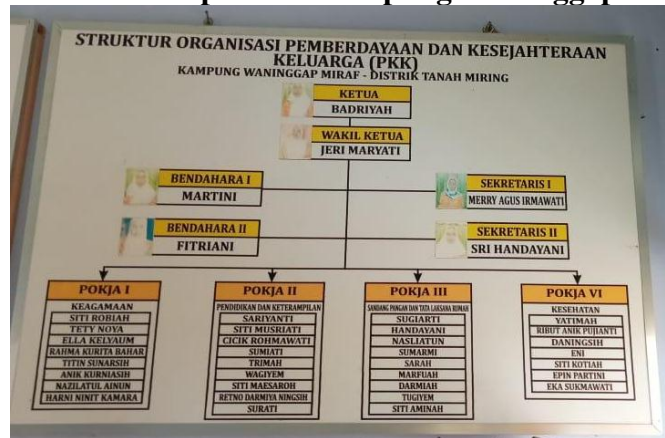 STRUKTUR ORGANISASI PEMBERDAYAAN DAN KESEJAHTERAAN
KELUARGA (PKK)
KAMPUNG WANINGGAP MIRAF - DISTRIK TANAH MIRING
KETUA
BADRIYAH
WAKIL KETUA
JERI MARYATI
BENDAHARA I
MARTINI
SEKRETARIS I
MERRY AGUS IRMAWATI
BENDAHARA II
FITRIANI
SEKRETARIS II
SRI HANDAYANI
POKJA I
KEAGAMAAN
SITI ROBIAH
TETY NOYA
ELLA KELYAUM
RAHMA KURITA BAHAR
TITIN SUNARSIH
ANIK KURNIASIH
NAZILATUL AINUN
HARNI NINIT KAMARA
POKJA II
PENDIDIKAN DAN KETERAMPILAN
SARIYANTI
SITI MUSRIATI
CICIK ROHMAWATI
SUMIATI
TRIMAH
WAGIYEM
SITI MAESAROH
RETNO DARMIYA NINGSIH
SURATI
POKJA III
SANDANG PANGAN DAN TATA LAKSANA RUMAH
SUGIARTI
HANDAYANI
NASLIATUN
SUMARMI
SARAH
MARFUAH
DARMIAH
TUGIYEM
SITI AMINAH
POKJA VI
KESEHATAN
YATIMAH
RIBUT ANIK PUJIANTI
DANINGSIH
ENI
SITI KOTIAH
EPIN PARTINI
EKA SUKMAWATI